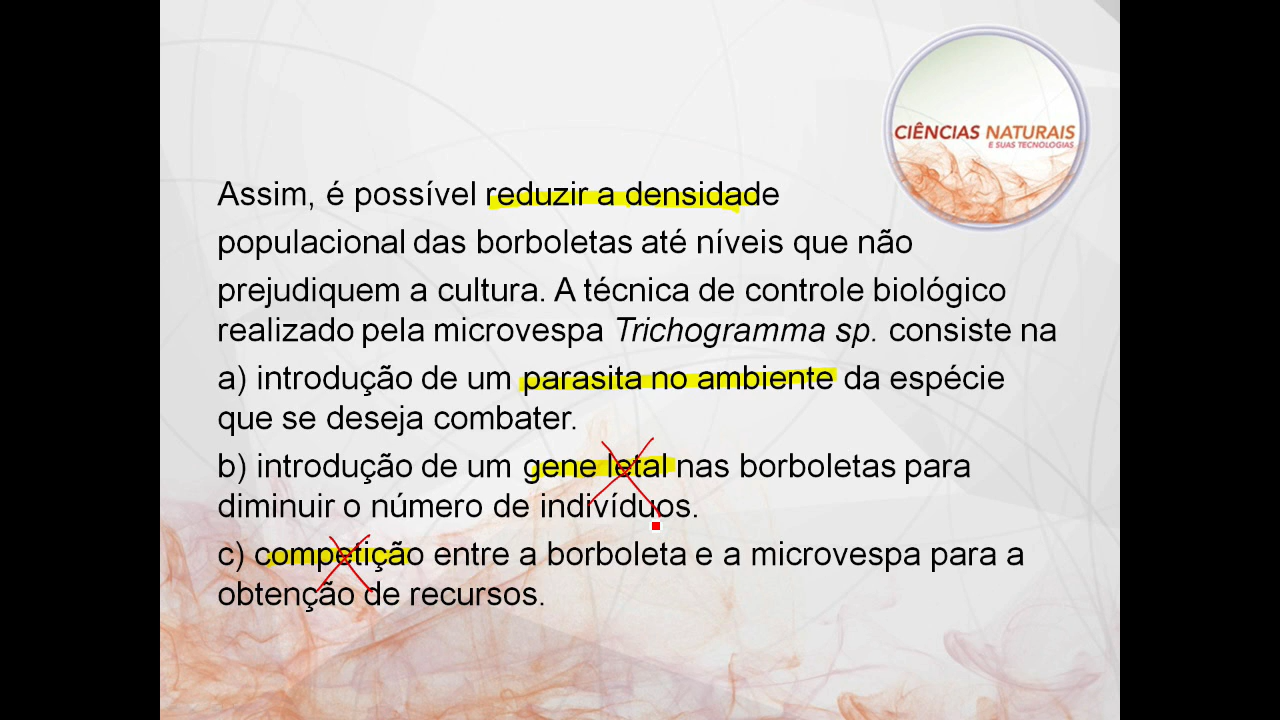 CIÊNCIAS NATURAIS
E SUAS TECNOLOGIAS
Assim, é possível reduzir a densidade
populacional das borboletas até níveis que não
prejudiquem a cultura. A técnica de controle biológico
realizado pela microvespa Trichogramma sp. consiste na
a) introdução de um parasita no ambiente da espécie
que se deseja combater.
b) introdução de um gene letal nas borboletas para
diminuir o número de indivíduos.
c) competição entre a borboleta e a microvespa para a
obtenção de recursos.